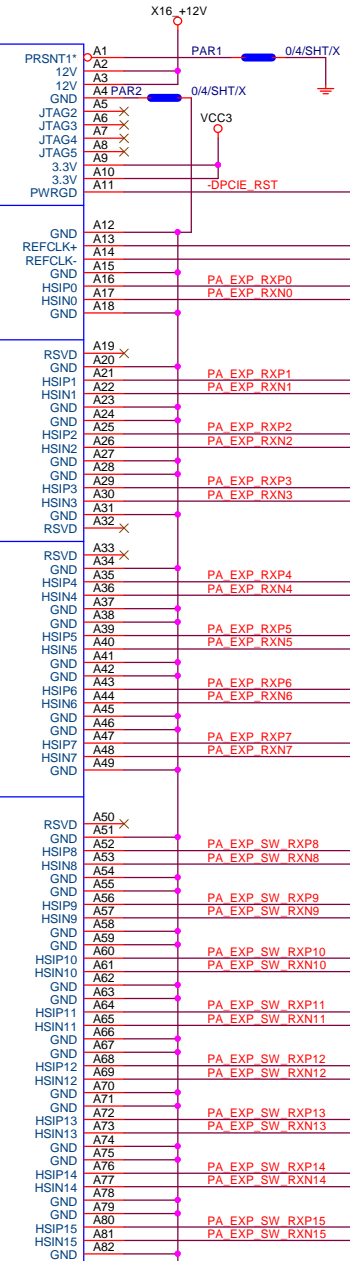 X16_+12V
PRSNT1* A1 PAR1 0/4/SHT/X
12V A2
12V A3
GND A4 PAR2 0/4/SHT/X
JTAG2 A5
JTAG3 A6
JTAG4 A7
JTAG5 A8
VCC3
3.3V A9
3.3V A10
PWRGD A11 -DPCIE_RST
GND A12
REFCLK+ A13
REFCLK- A14
GND A15
HSIP0 A16 PA_EXP_RXP0
HSIN0 A17 PA_EXP_RXN0
GND A18
RSVD A19
GND A20
HSIP1 A21 PA_EXP_RXP1
HSIN1 A22 PA_EXP_RXN1
GND A23
GND A24
HSIP2 A25 PA_EXP_RXP2
HSIN2 A26 PA_EXP_RXN2
GND A27
GND A28
HSIP3 A29 PA_EXP_RXP3
HSIN3 A30 PA_EXP_RXN3
GND A31
RSVD A32
RSVD A33
GND A34
HSIP4 A35 PA_EXP_RXP4
HSIN4 A36 PA_EXP_RXN4
GND A37
GND A38
HSIP5 A39 PA_EXP_RXP5
HSIN5 A40 PA_EXP_RXN5
GND A41
GND A42
HSIP6 A43 PA_EXP_RXP6
HSIN6 A44 PA_EXP_RXN6
GND A45
GND A46
HSIP7 A47 PA_EXP_RXP7
HSIN7 A48 PA_EXP_RXN7
GND A49
RSVD A50
GND A51
HSIP8 A52 PA_EXP_SW_RXP8
HSIN8 A53 PA_EXP_SW_RXN8
GND A54
GND A55
HSIP9 A56 PA_EXP_SW_RXP9
HSIN9 A57 PA_EXP_SW_RXN9
GND A58
GND A59
HSIP10 A60 PA_EXP_SW_RXP10
HSIN10 A61 PA_EXP_SW_RXN10
GND A62
GND A63
HSIP11 A64 PA_EXP_SW_RXP11
HSIN11 A65 PA_EXP_SW_RXN11
GND A66
GND A67
HSIP12 A68 PA_EXP_SW_RXP12
HSIN12 A69 PA_EXP_SW_RXN12
GND A70
GND A71
HSIP13 A72 PA_EXP_SW_RXP13
HSIN13 A73 PA_EXP_SW_RXN13
GND A74
GND A75
HSIP14 A76 PA_EXP_SW_RXP14
HSIN14 A77 PA_EXP_SW_RXN14
GND A78
GND A79
HSIP15 A80 PA_EXP_SW_RXP15
HSIN15 A81 PA_EXP_SW_RXN15
GND A82